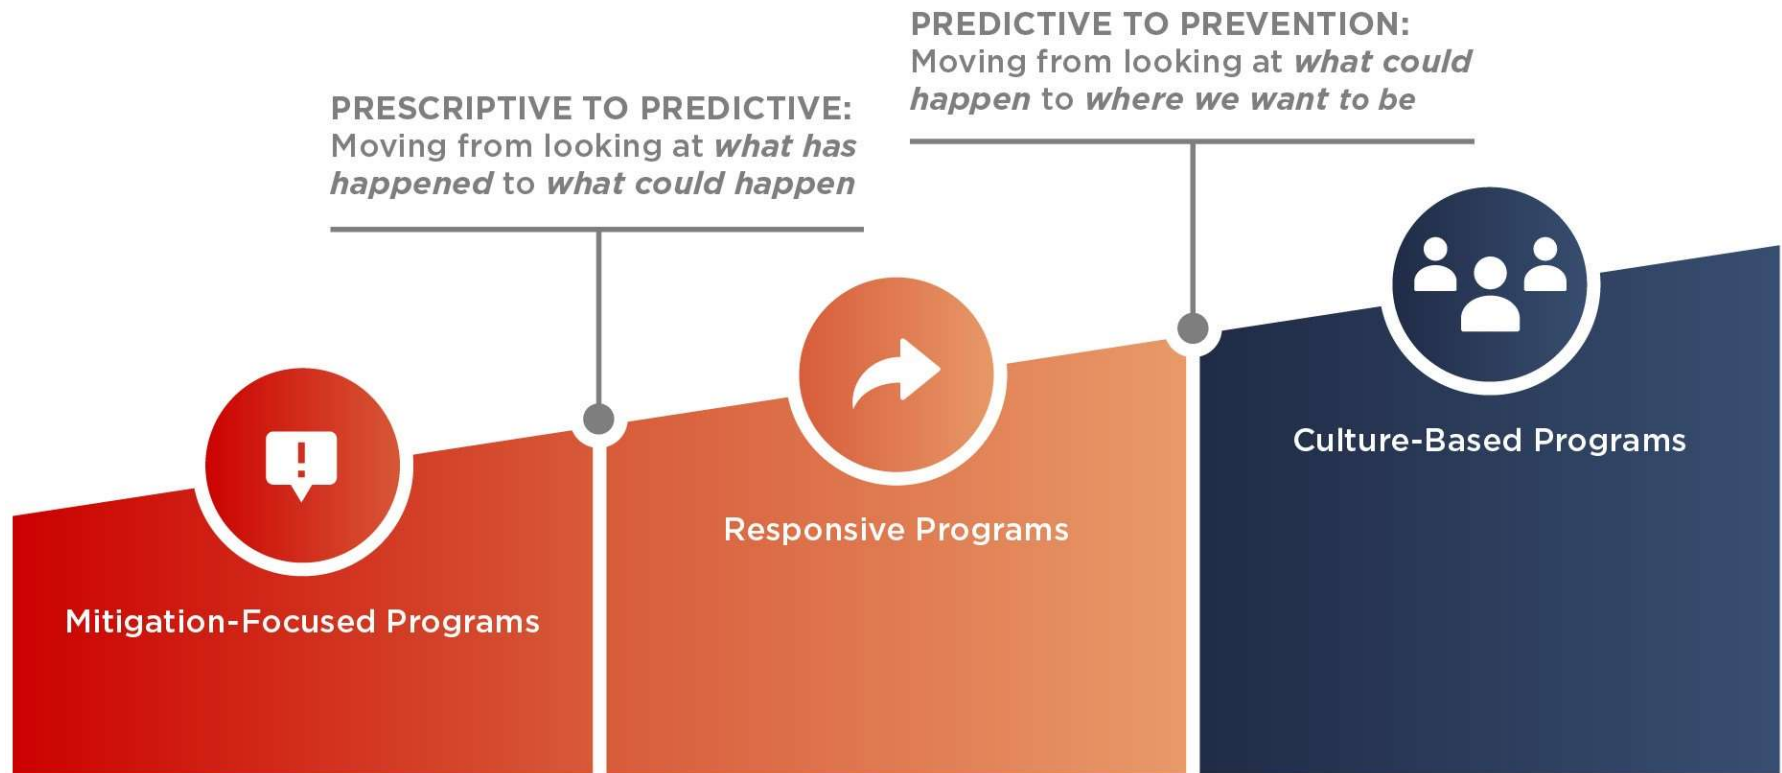 PREDICTIVE TO PREVENTION:
Moving from looking at what could
happen to where we want to be
PRESCRIPTIVE TO PREDICTIVE:
Moving from looking at what has
happened to what could happen
!
Mitigation-Focused Programs
Responsive Programs
Culture-Based Programs